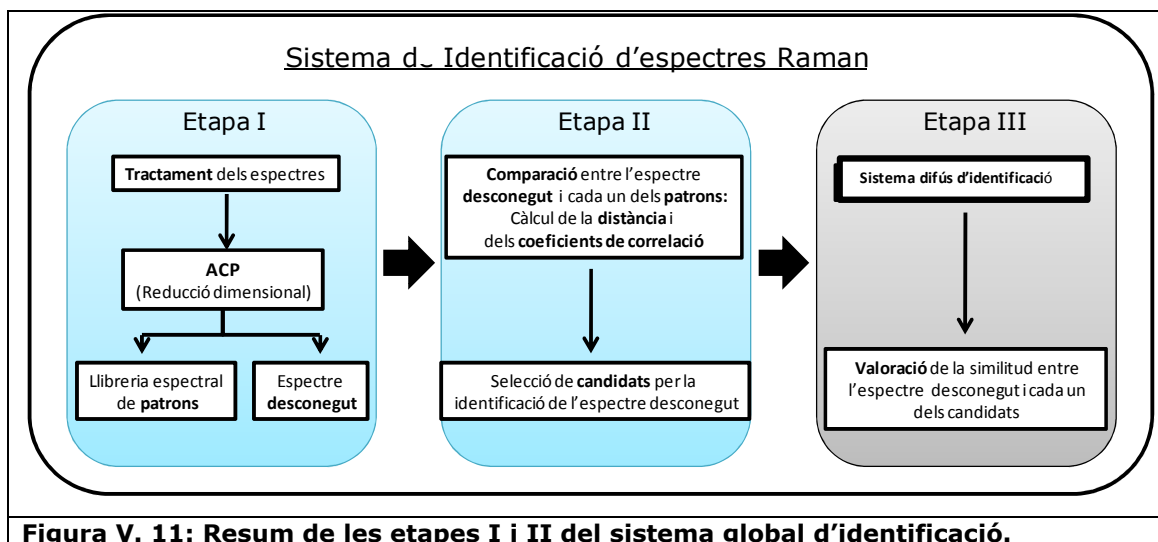 Sistema d Identificació d’espectres Raman
Etapa I
Tractament dels espectres
ACP
(Reducció dimensional)
Llibreria espectral
de patrons
Espectre
desconegut
Etapa II
Comparació entre l’espectre
desconegut i cada un dels patrons:
Càlcul de la distància i
dels coeficients de correlació
Selecció de candidats per la
identificació de l’espectre desconegut
Etapa III
Sistema difús d’identificació
Valoració de la similitud entre
l’espectre desconegut i cada un
dels candidats
Figura V. 11: Resum de les etapes I i II del sistema global d’identificació.